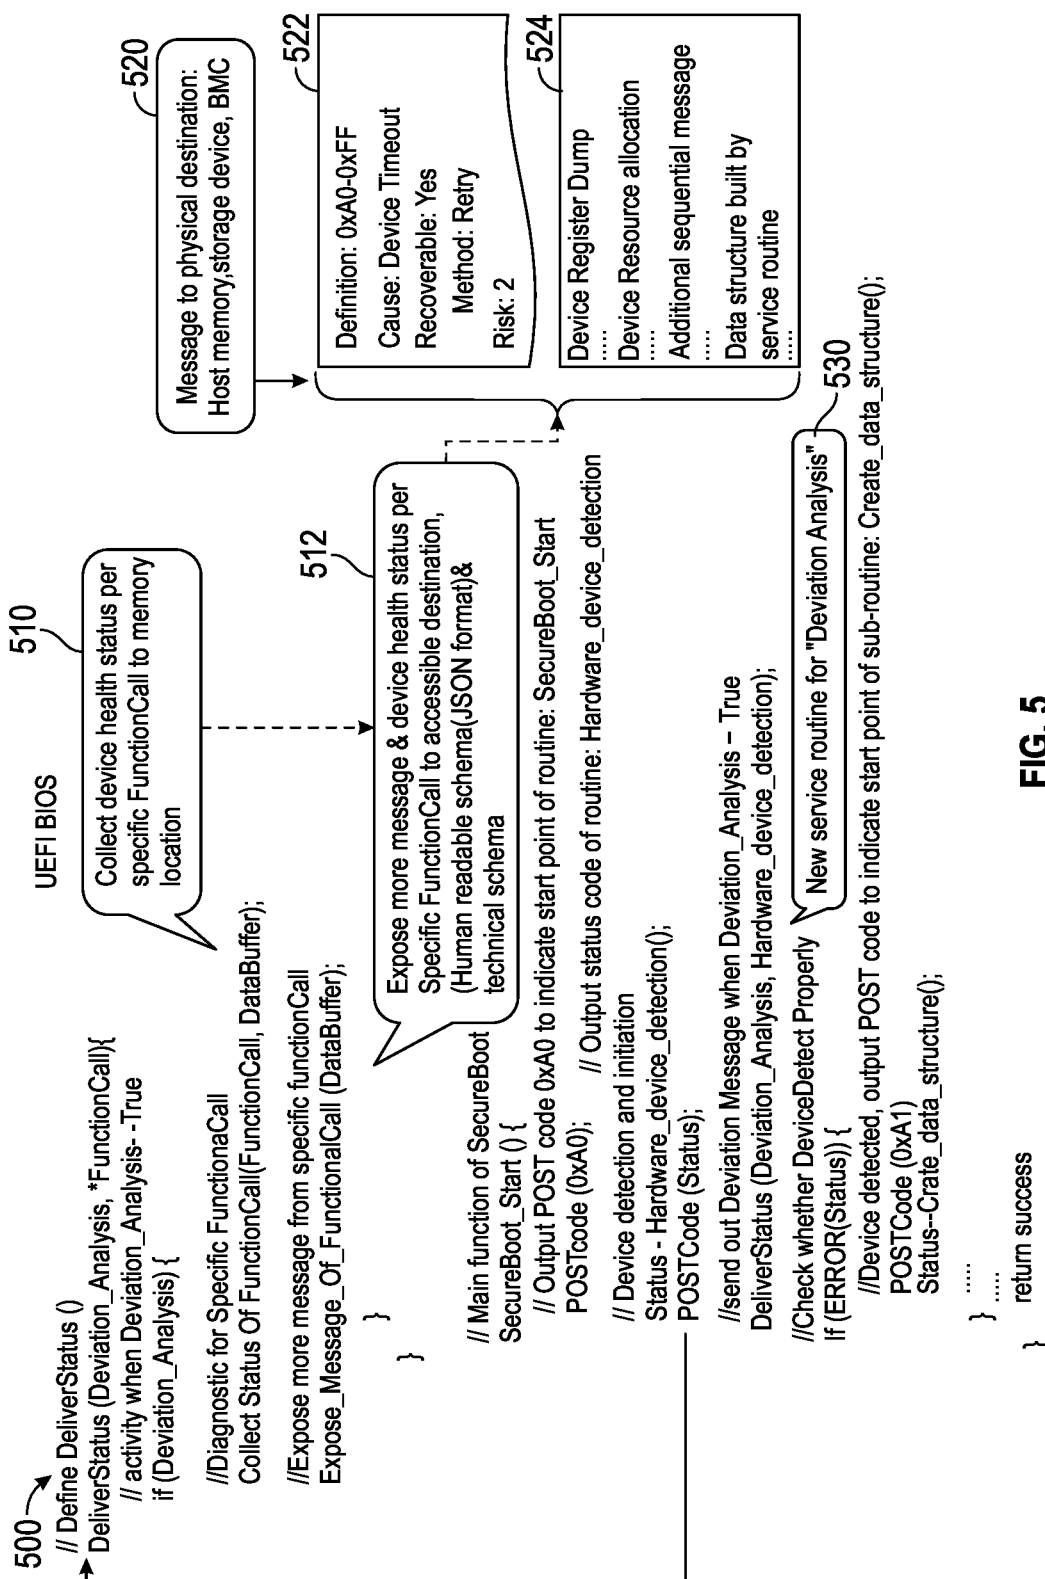 UEFI BIOS
500
// Define DeliverStatus ()
DeliverStatus (Deviation_Analysis, *FunctionCall){
// activity when Deviation_Analysis- -True
if (Deviation_Analysis) {
//Diagnostic for Specific FunctionaCall
Collect Status Of FunctionCall(FunctionCall, DataBuffer);
//Expose more message from specific functionCall
Expose_Message_Of_FunctionalCall (DataBuffer);
}
}
510
Collect device health status per
specific FunctionCall to memory
location
512
Expose more message & device health status per
Specific FunctionCall to accessible destination,
(Human readable schema(JSON format)&
technical schema
520
Message to physical destination:
Host memory,storage device, BMC
522
Definition: 0xA0-0xFF
Cause: Device Timeout
Recoverable: Yes
Method: Retry
Risk: 2
524
Device Register Dump
.....
Device Resource allocation
.....
Additional sequential message
.....
Data structure built by
service routine
.....
// Main function of SecureBoot
SecureBoot_Start () {
// Output POST code 0xA0 to indicate start point of routine: SecureBoot_Start
POSTcode (0xA0);
// Output status code of routine: Hardware_device_detection
// Device detection and initiation
Status - Hardware_device_detection();
POSTCode (Status);
//send out Deviation Message when Deviation_Analysis – True
DeliverStatus (Deviation_Analysis, Hardware_device_detection);
//Check whether DeviceDetect Properly
If (ERROR(Status)) {
New service routine for "Deviation Analysis"
530
//Device detected, output POST code to indicate start point of sub-routine: Create_data_structure();
POSTCode (0xA1)
Status--Crate_data_structure();
.....
}
.....
return success
}
FIG. 5